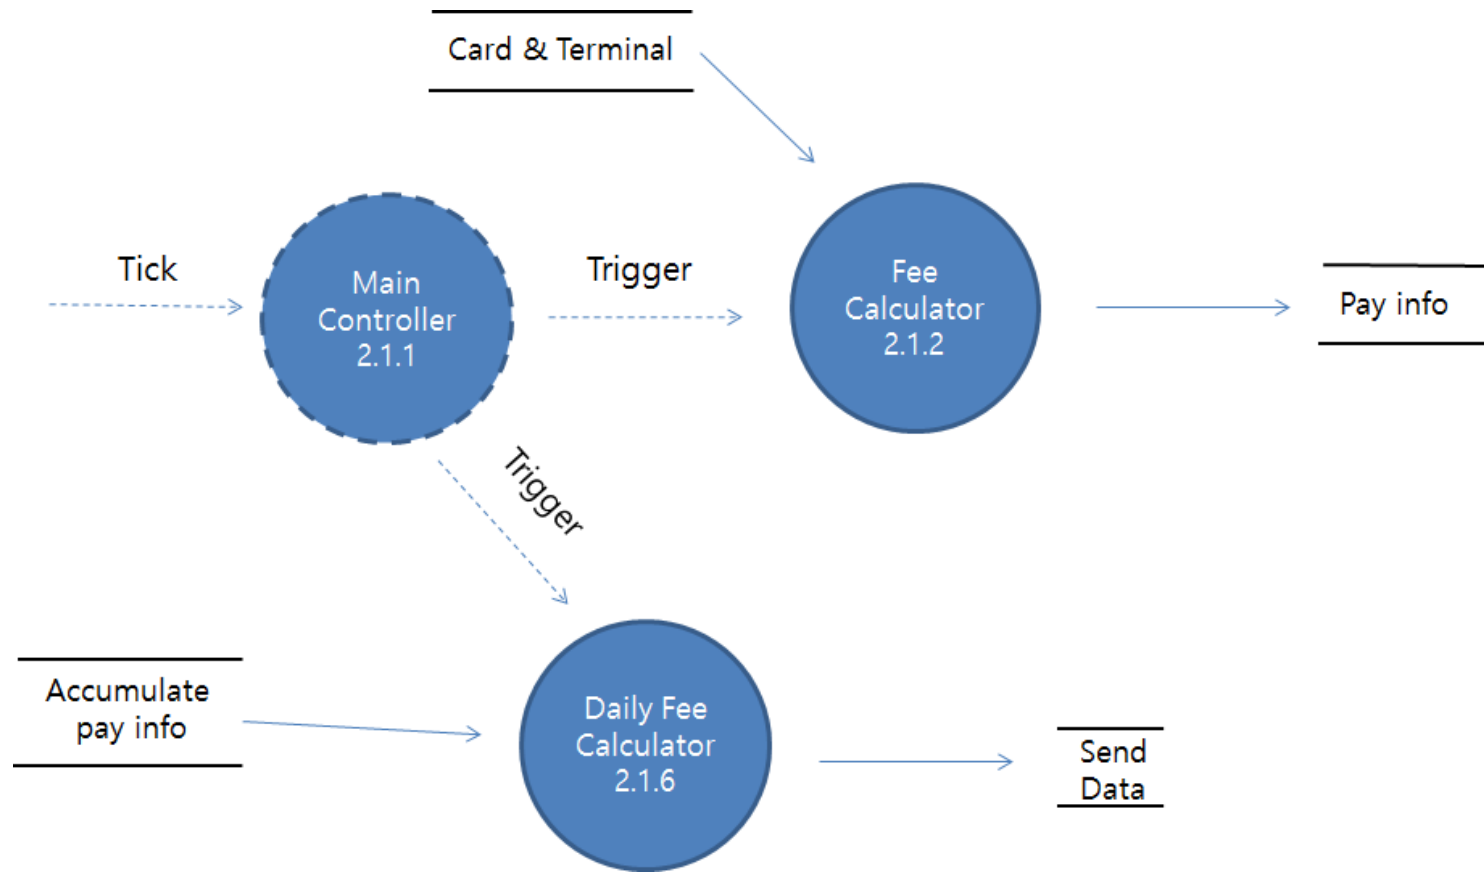 Card & Terminal
Tick
Main
Controller
2.1.1
Trigger
Fee
Calculator
2.1.2
Pay info
Trigger
Accumulate
pay info
Daily Fee
Calculator
2.1.6
Send
Data